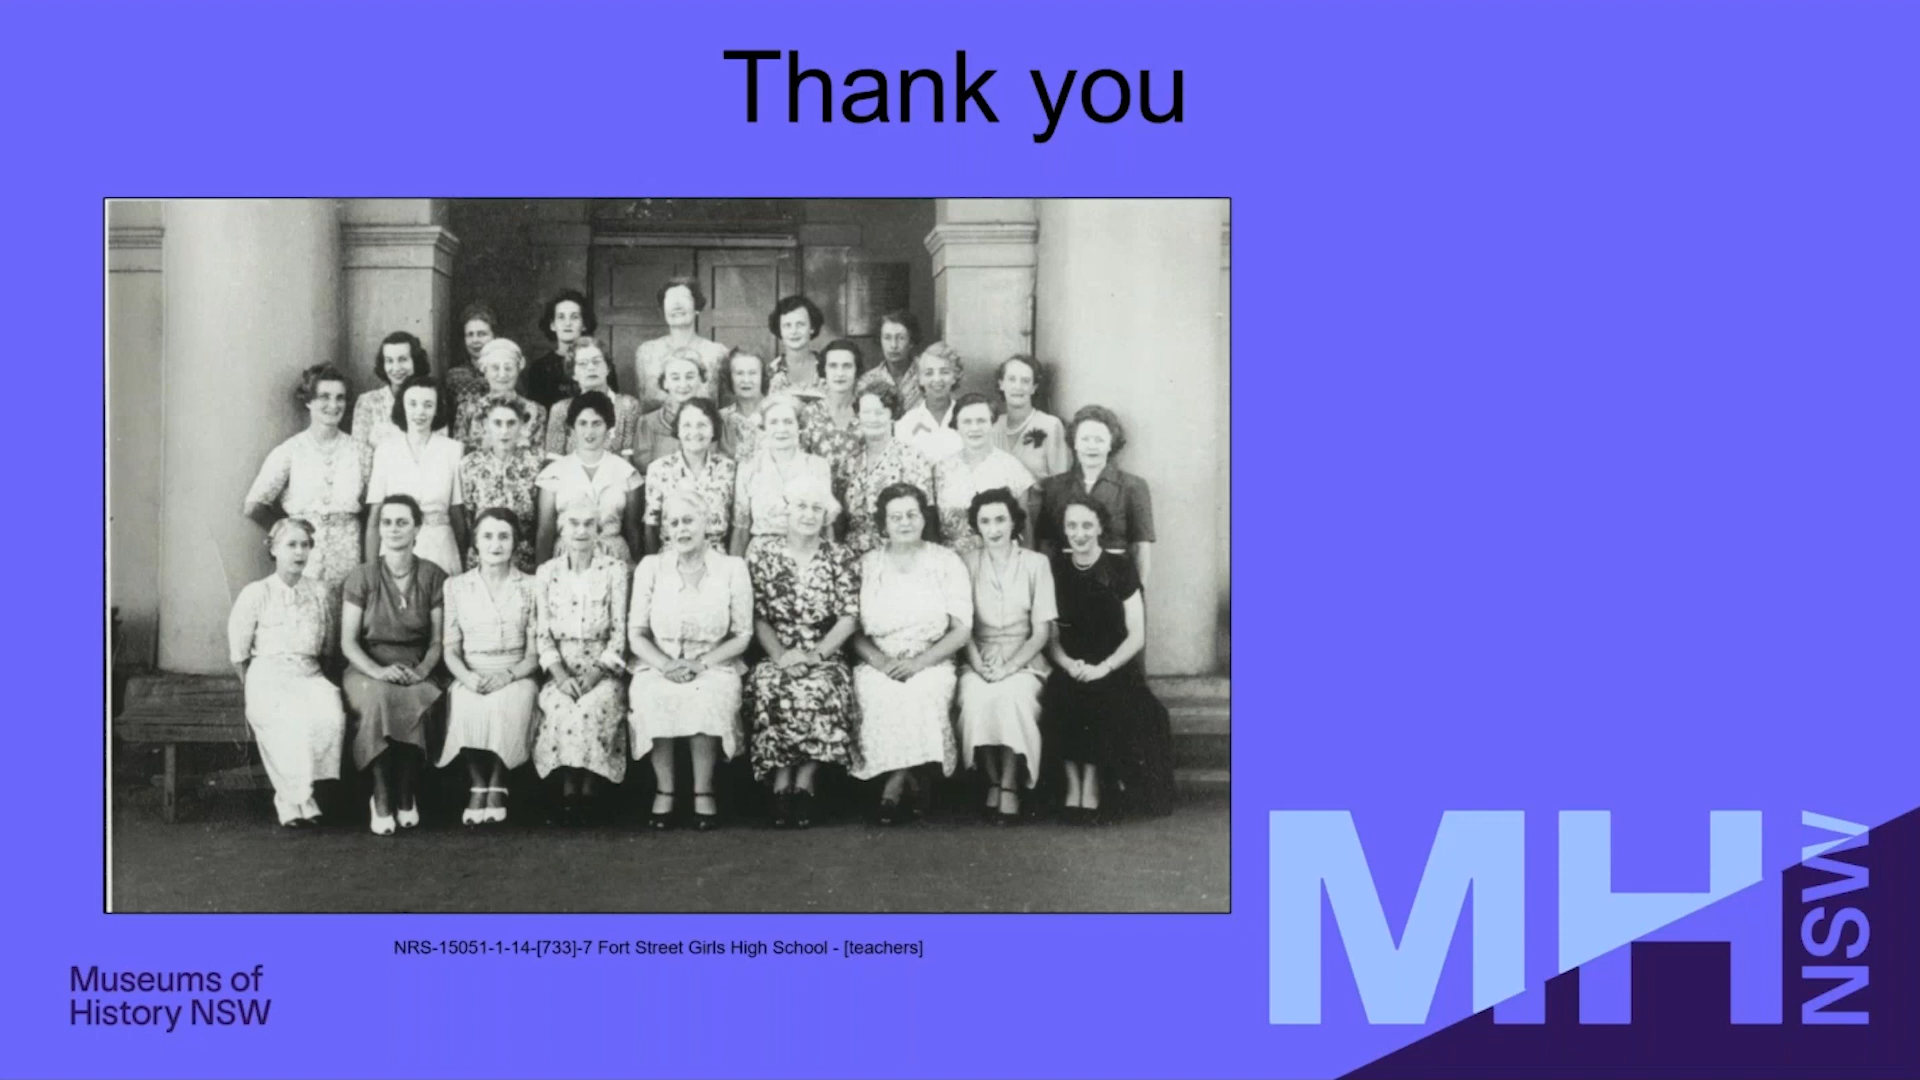 Thank you
NRS-15051-1-14-[733]-7 Fort Street Girls High School - [teachers]
Museums of
History NSW
MH
NSW